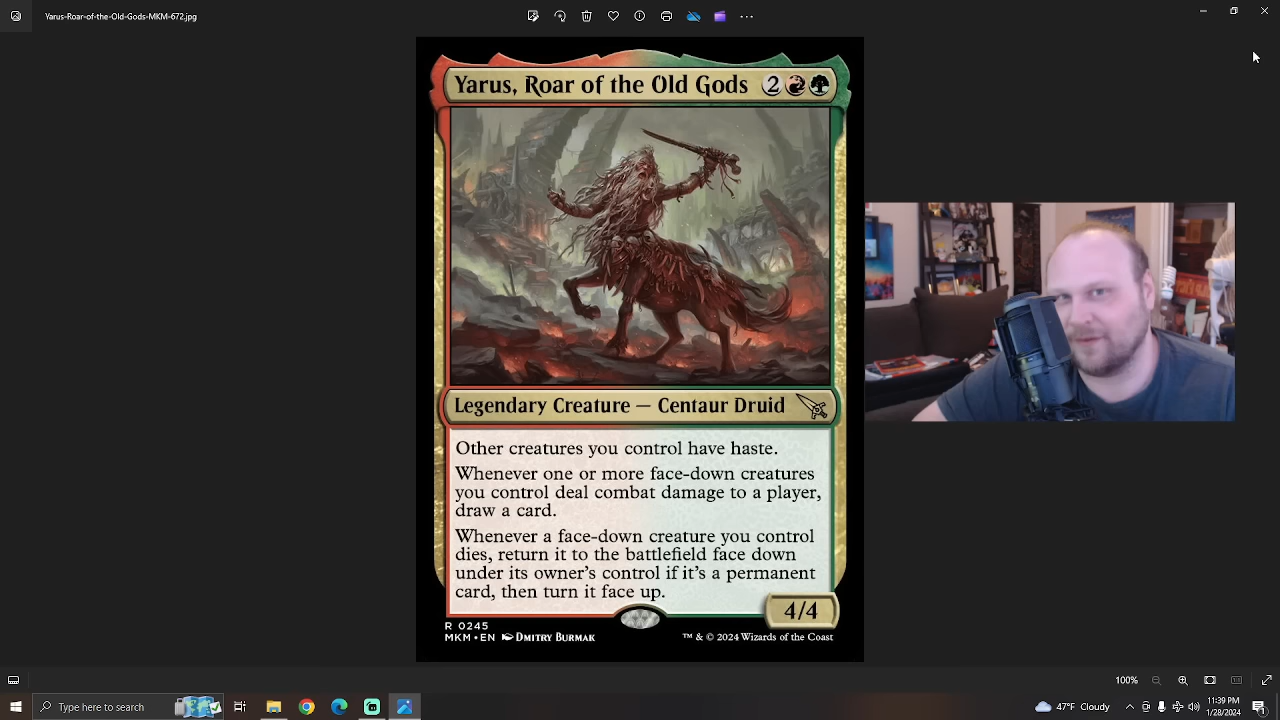 Yarus-Roar-of-the-Old-Gods-MKM-672.jpg
Yarus, Roar of the Old Gods 2
Legendary Creature — Centaur Druid
Other creatures you control have haste.
Whenever one or more face-down creatures
you control deal combat damage to a player,
draw a card.
Whenever a face-down creature you control
dies, return it to the battlefield face down
under its owner's control if it's a permanent
card, then turn it face up.
4/4
R 0245
MKM • EN Dmitry Burmak
™ & © 2024 Wizards of the Coast
100%
Type here to search
47°F Cloudy
11:39 PM
1/28/2024